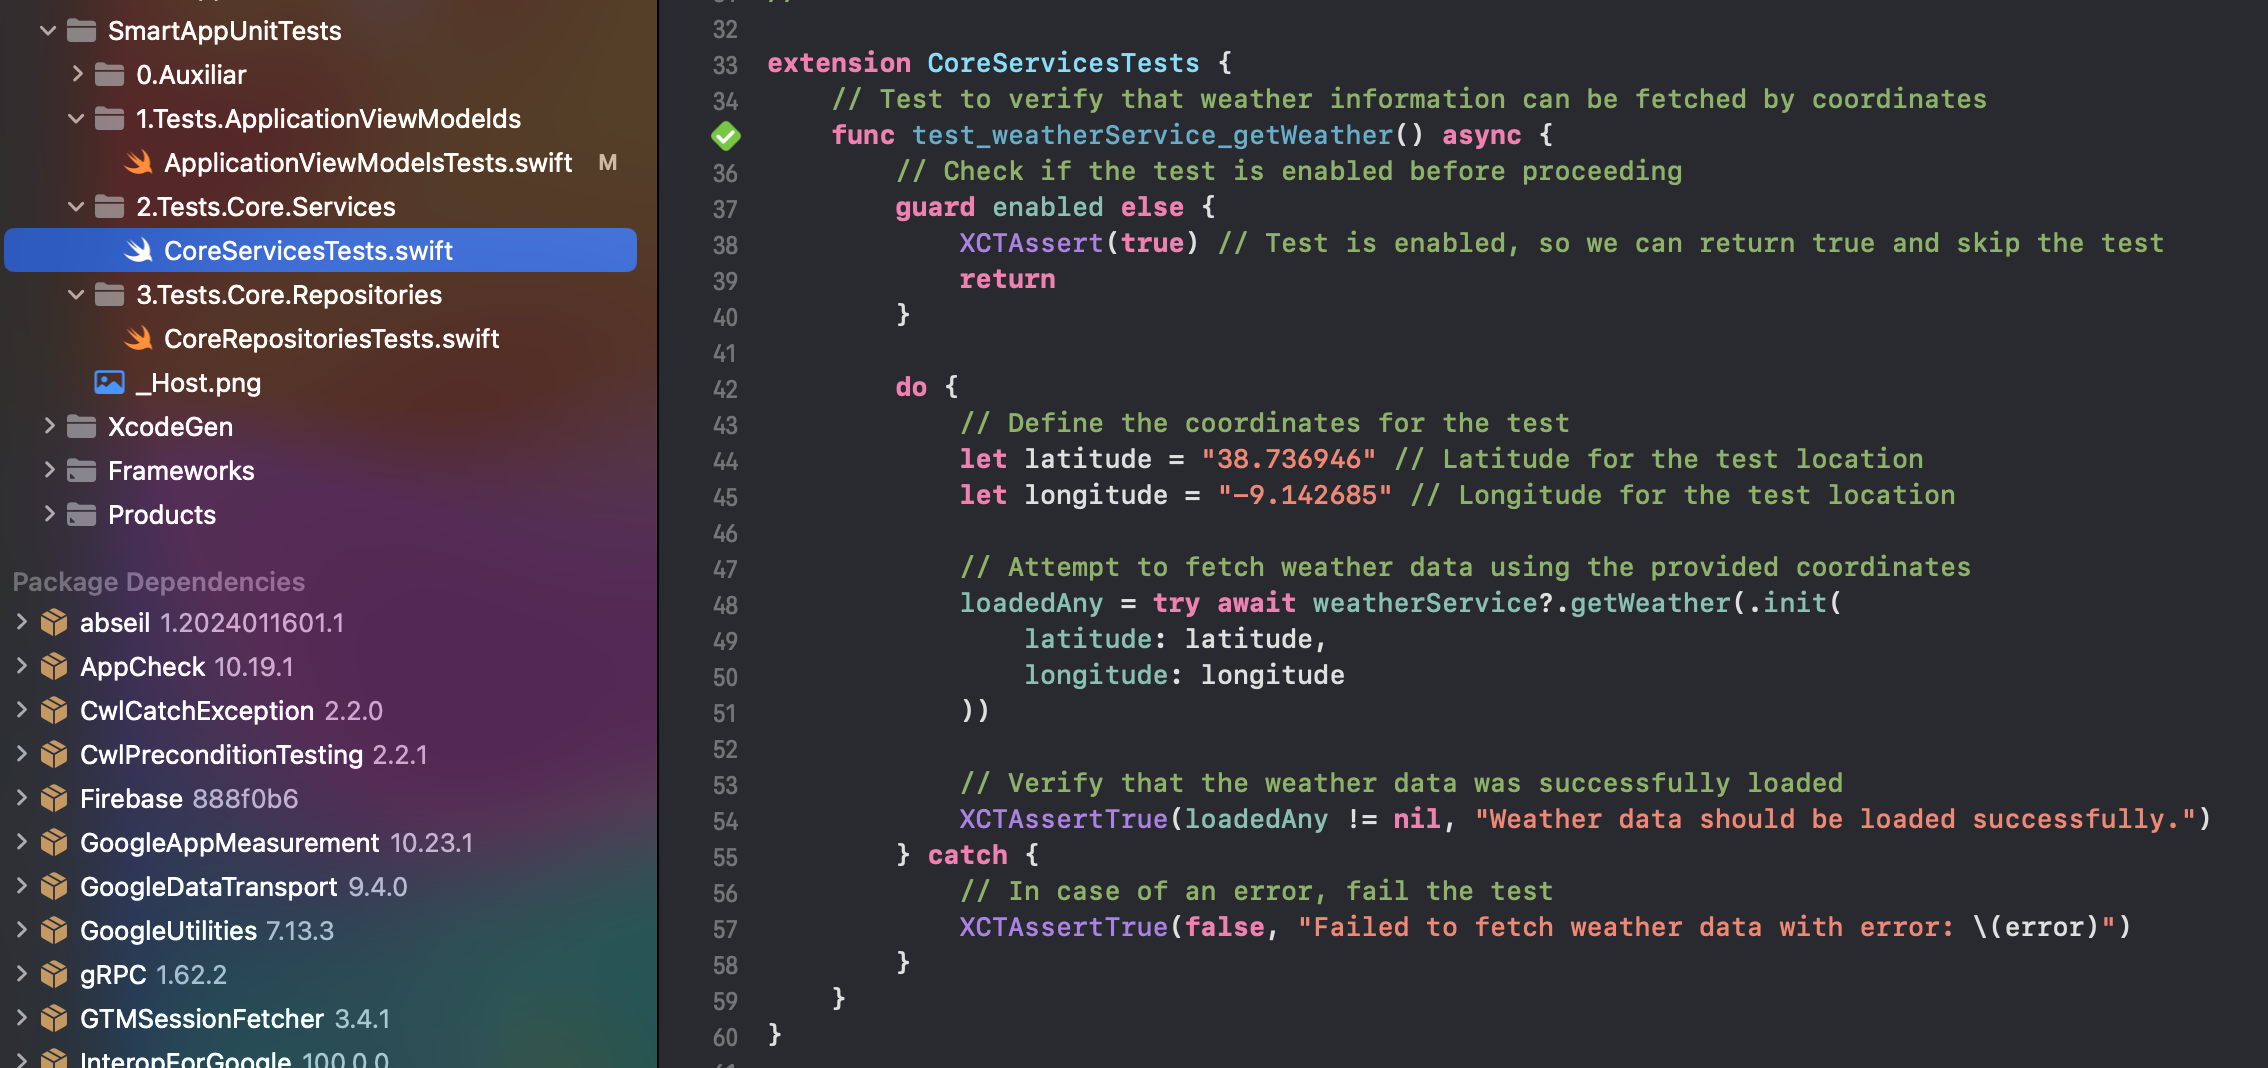 SmartAppUnitTests
0.Auxiliar
1.Tests.ApplicationViewModelds
ApplicationViewModelsTests.swift M
2.Tests.Core.Services
CoreServicesTests.swift
3.Tests.Core.Repositories
CoreRepositoriesTests.swift
_Host.png
XcodeGen
Frameworks
Products
Package Dependencies
abseil 1.2024011601.1
AppCheck 10.19.1
CwlCatchException 2.2.0
CwlPreconditionTesting 2.2.1
Firebase 888f0b6
GoogleAppMeasurement 10.23.1
GoogleDataTransport 9.4.0
GoogleUtilities 7.13.3
gRPC 1.62.2
GTMSessionFetcher 3.4.1
InteropForGoogle 100.0.0
32
33 extension CoreServicesTests {
34 // Test to verify that weather information can be fetched by coordinates
func test_weatherService_getWeather() async {
36 // Check if the test is enabled before proceeding
37 guard enabled else {
38 XCTAssert(true) // Test is enabled, so we can return true and skip the test
39 return
40 }
41
42 do {
43 // Define the coordinates for the test
44 let latitude = "38.736946" // Latitude for the test location
45 let longitude = "-9.142685" // Longitude for the test location
46
47 // Attempt to fetch weather data using the provided coordinates
48 loadedAny = try await weatherService?.getWeather(.init(
49 latitude: latitude,
50 longitude: longitude
51 ))
52
53 // Verify that the weather data was successfully loaded
54 XCTAssertTrue(loadedAny != nil, "Weather data should be loaded successfully.")
55 } catch {
56 // In case of an error, fail the test
57 XCTAssertTrue(false, "Failed to fetch weather data with error: \(error)")
58 }
59 }
60 }